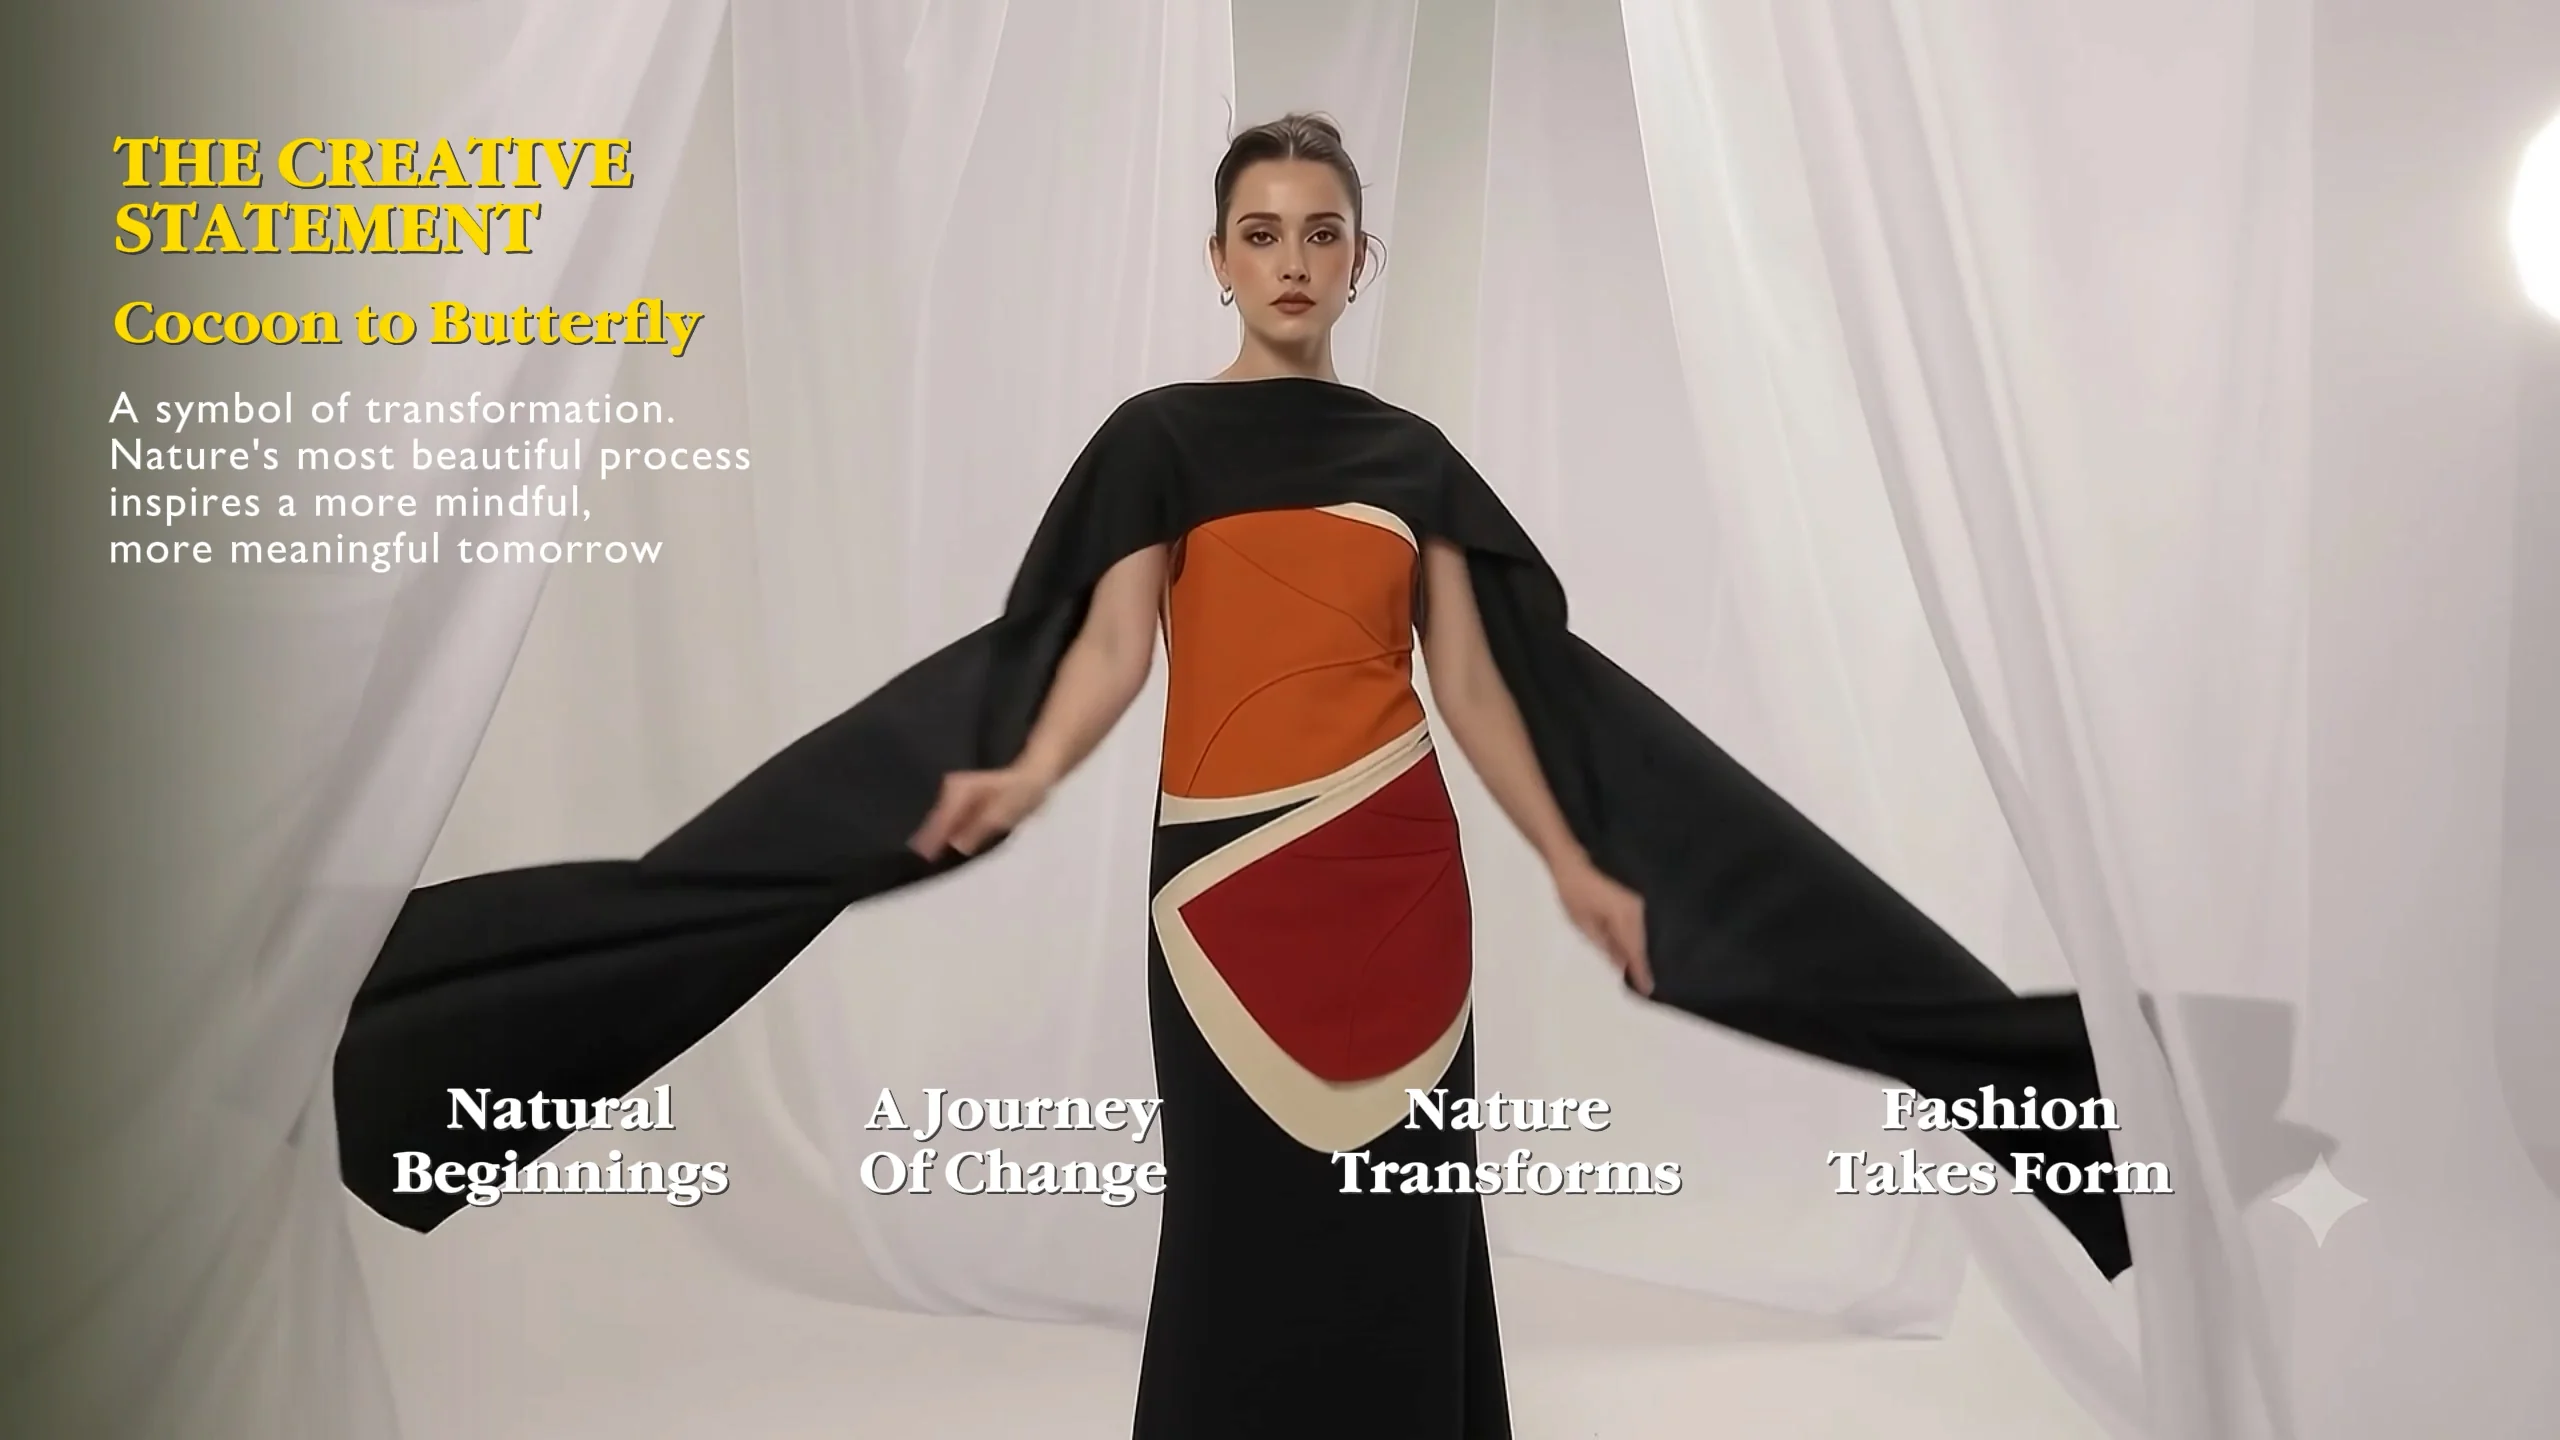 THE CREATIVE
STATEMENT
Cocoon to Butterfly
A symbol of transformation.
Nature's most beautiful process
inspires a more mindful,
more meaningful tomorrow
Natural
Beginnings
A Journey
Of Change
Nature
Transforms
Fashion
Takes Form